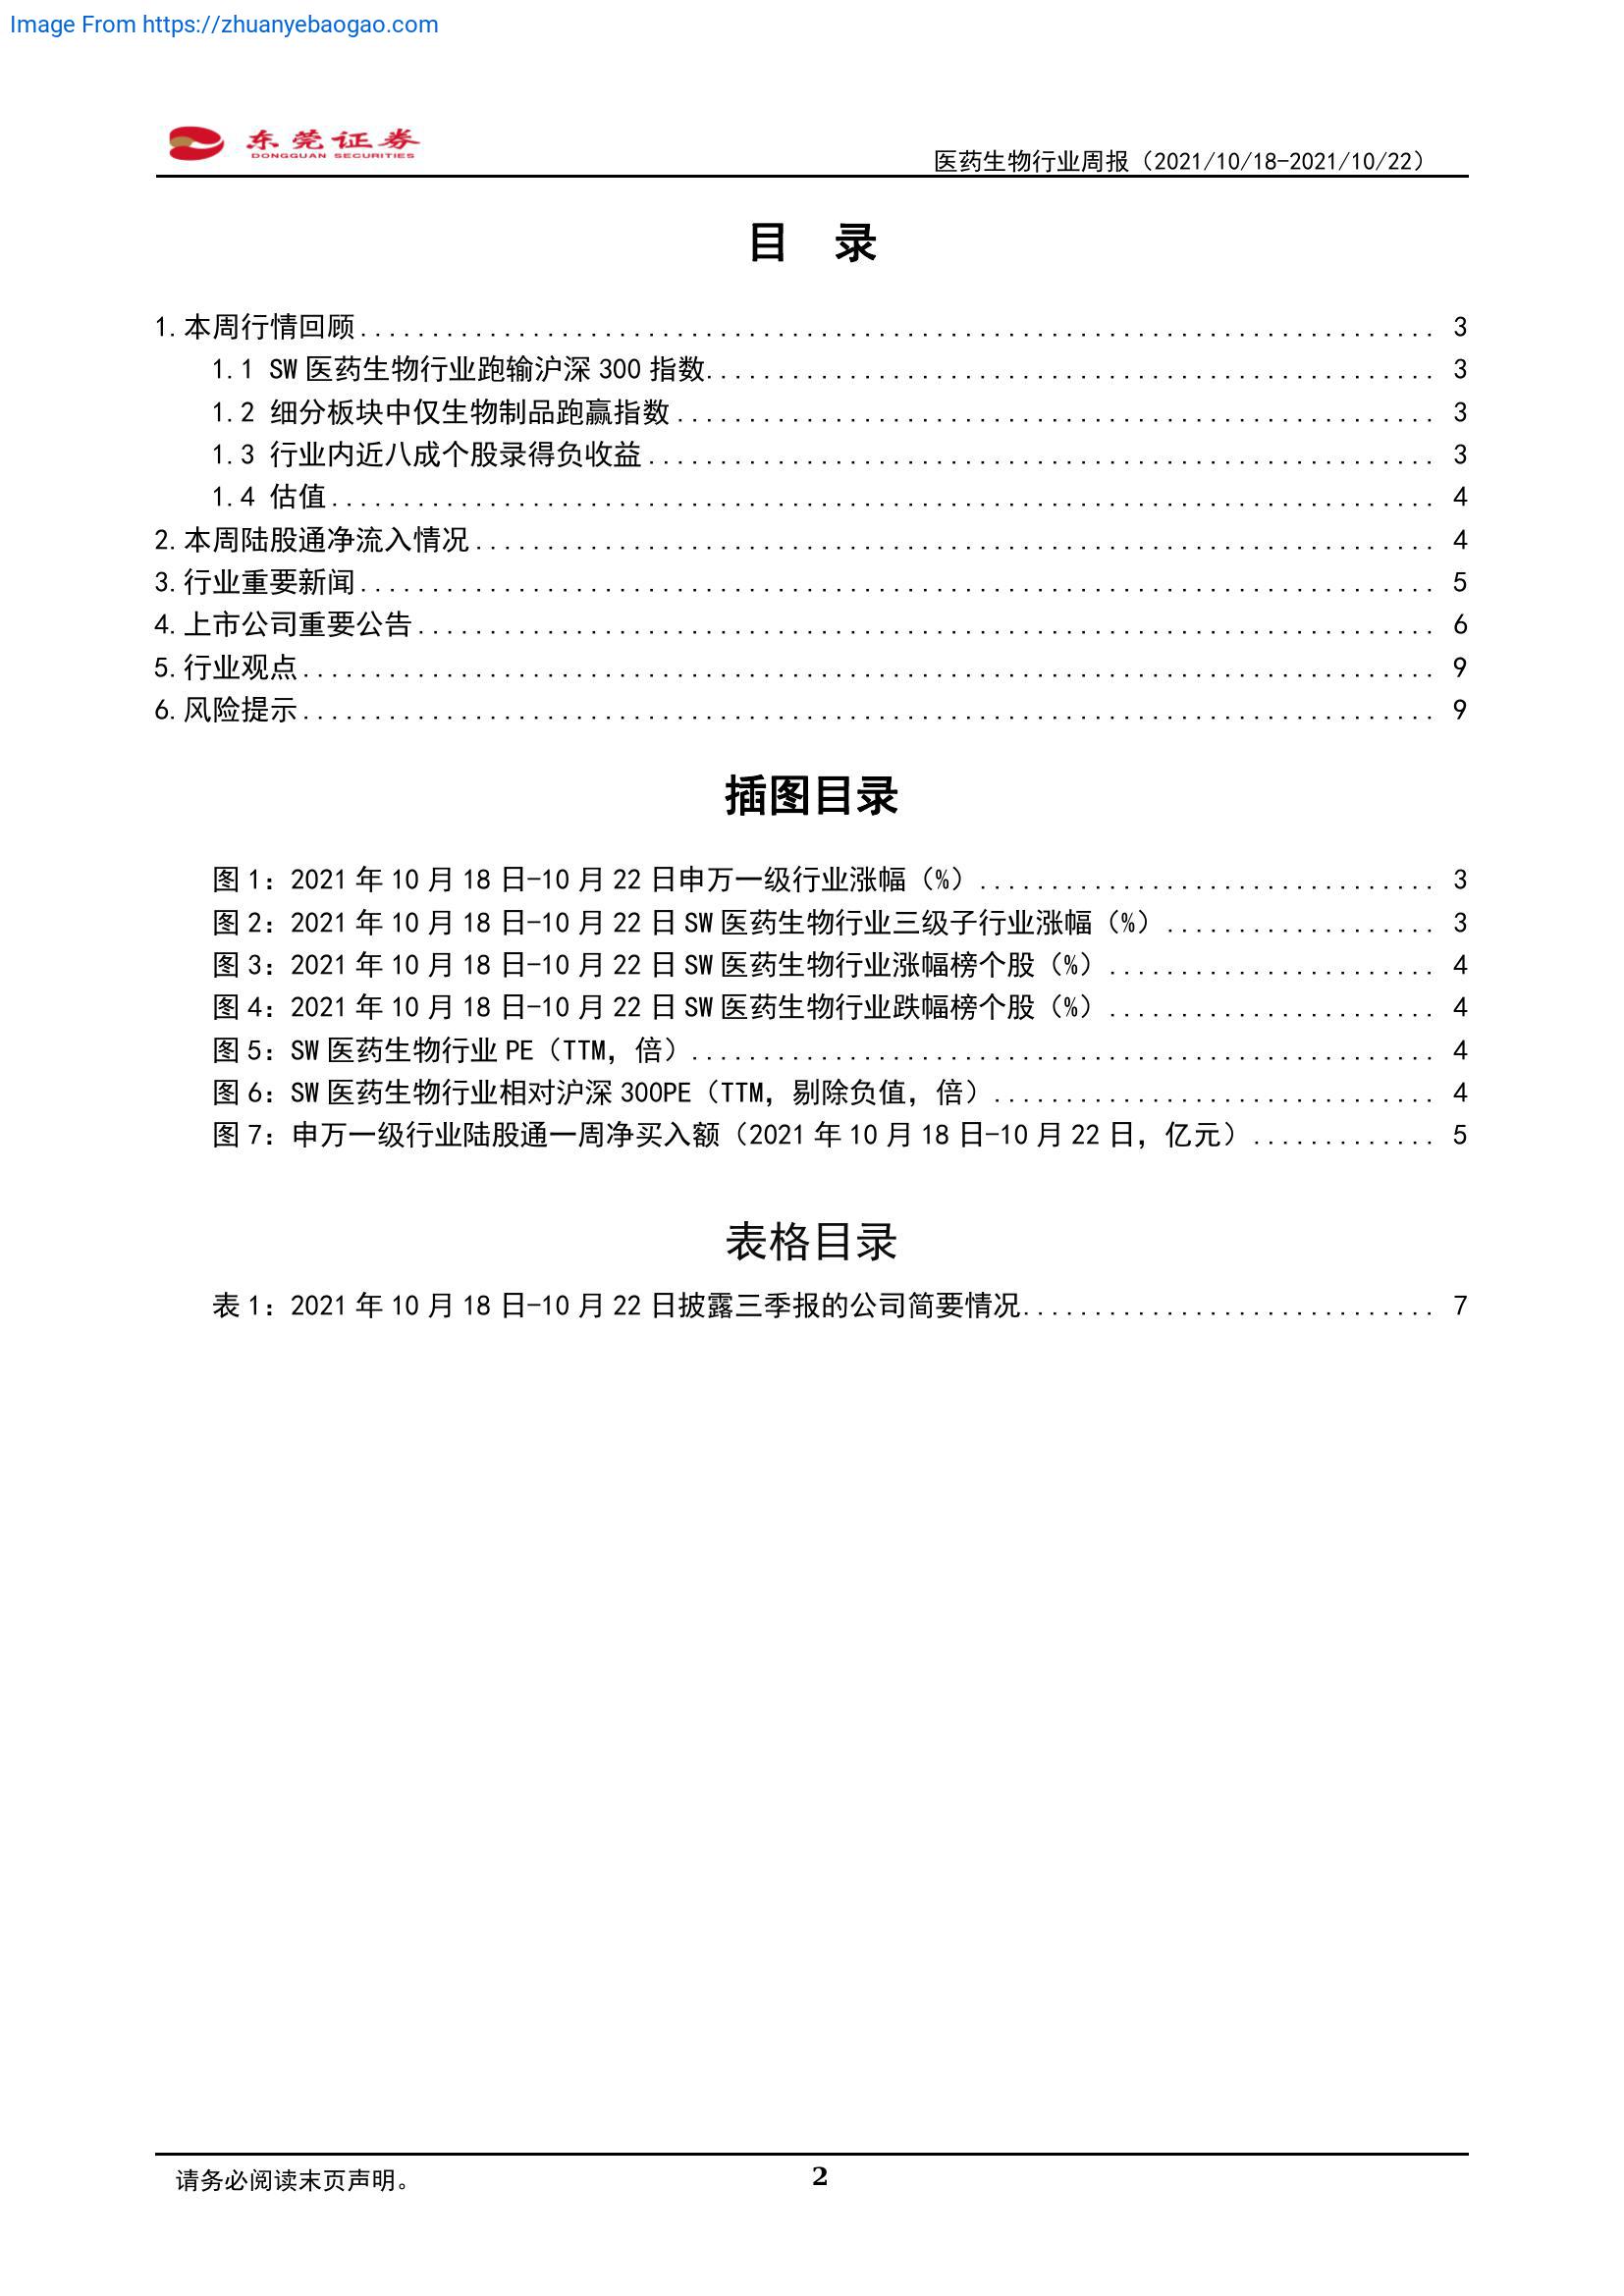 Image From https://zhuanyebaogao.com
东莞证券
DONGGUAN SECURITIES
医药生物行业周报（2021/10/18-2021/10/22）
目 录
1.本周行情回顾.......................................................................... 3
1.1 SW 医药生物行业跑输沪深 300 指数.................................................. 3
1.2 细分板块中仅生物制品跑赢指数.................................................... 3
1.3 行业内近八成个股录得负收益...................................................... 3
1.4 估值............................................................................ 4
2.本周陆股通净流入情况.................................................................. 4
3.行业重要新闻.......................................................................... 5
4.上市公司重要公告...................................................................... 6
5.行业观点.............................................................................. 9
6.风险提示.............................................................................. 9
插图目录
图 1：2021 年 10 月 18 日-10 月 22 日申万一级行业涨幅（%）................................ 3
图 2：2021 年 10 月 18 日-10 月 22 日 SW 医药生物行业三级子行业涨幅（%）................... 3
图 3：2021 年 10 月 18 日-10 月 22 日 SW 医药生物行业涨幅榜个股（%）....................... 4
图 4：2021 年 10 月 18 日-10 月 22 日 SW 医药生物行业跌幅榜个股（%）....................... 4
图 5：SW 医药生物行业 PE（TTM，倍）.................................................... 4
图 6：SW 医药生物行业相对沪深 300PE（TTM，剔除负值，倍）............................... 4
图 7：申万一级行业陆股通一周净买入额（2021 年 10 月 18 日-10 月 22 日，亿元）............. 5
表格目录
表 1：2021 年 10 月 18 日-10 月 22 日披露三季报的公司简要情况............................. 7
请务必阅读末页声明。
2